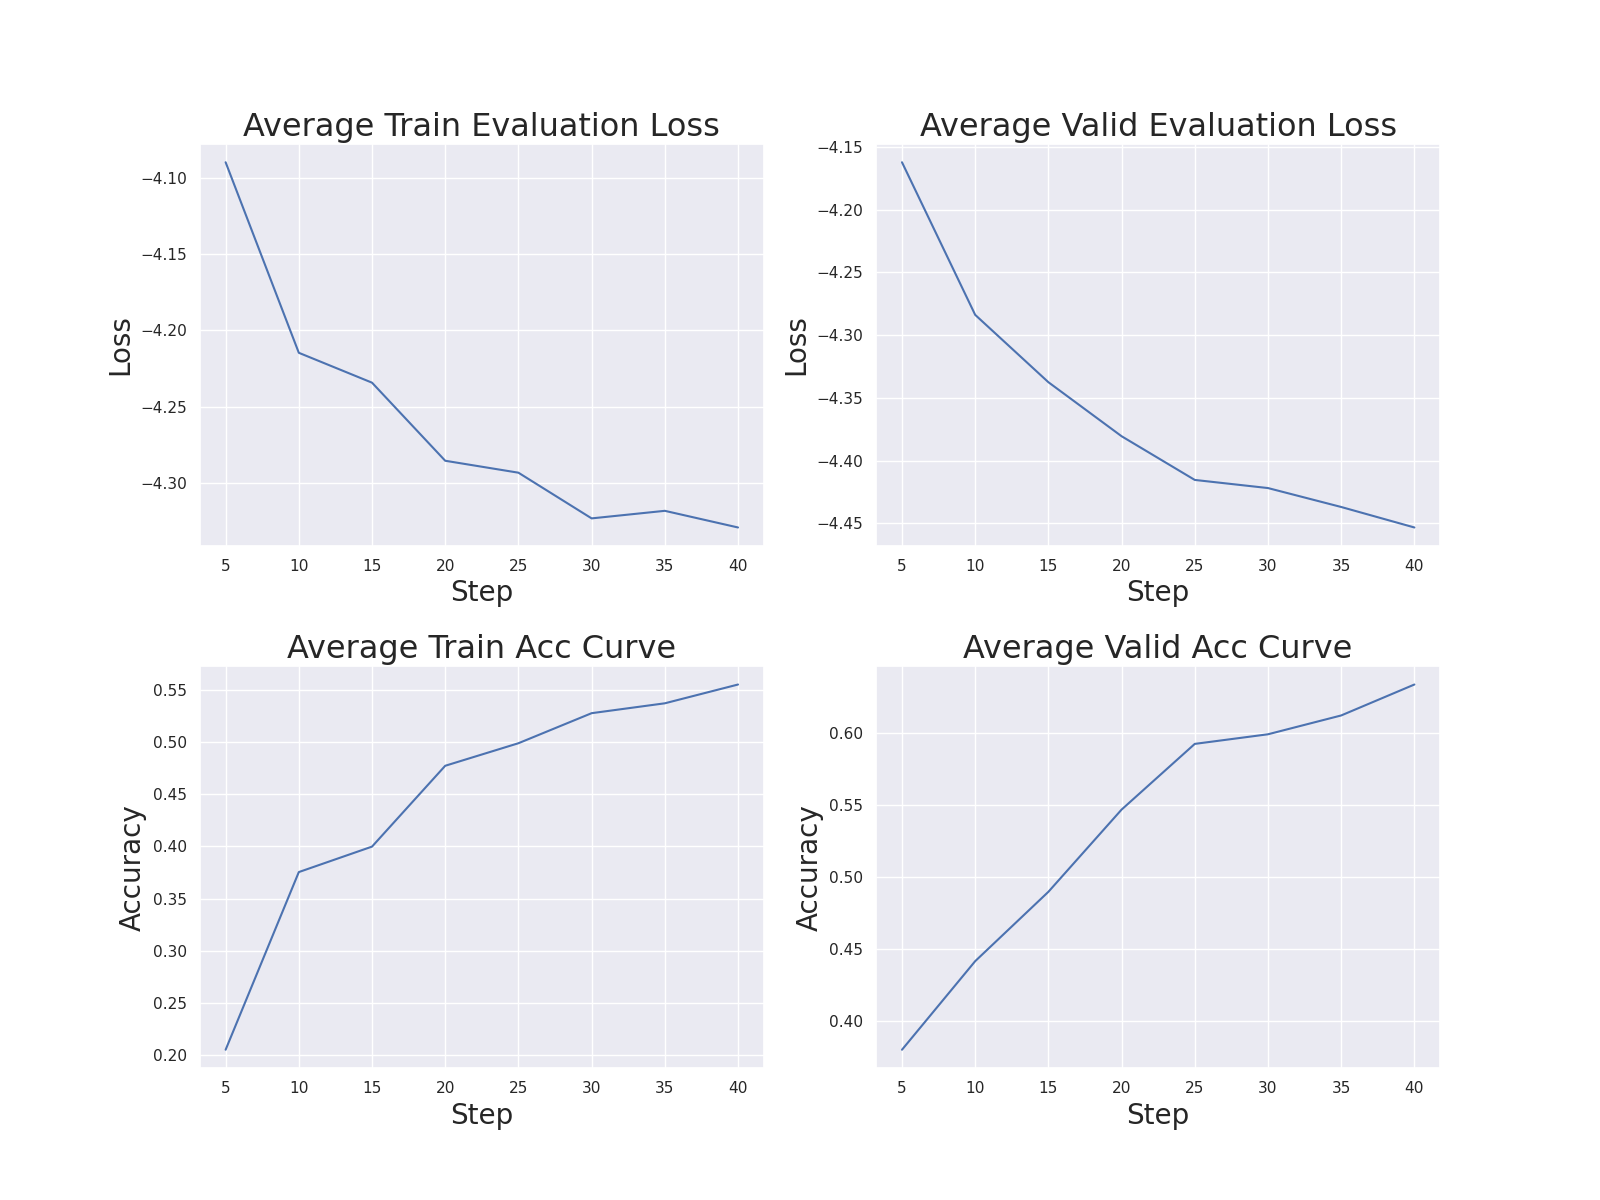 Average Train Evaluation Loss
−4.10
−4.15
−4.20
−4.25
−4.30
Loss
5 10 15 20 25 30 35 40
Step
Average Valid Evaluation Loss
−4.15
−4.20
−4.25
−4.30
−4.35
−4.40
−4.45
Loss
5 10 15 20 25 30 35 40
Step
Average Train Acc Curve
0.55
0.50
0.45
0.40
0.35
0.30
0.25
0.20
Accuracy
5 10 15 20 25 30 35 40
Step
Average Valid Acc Curve
0.60
0.55
0.50
0.45
0.40
Accuracy
5 10 15 20 25 30 35 40
Step